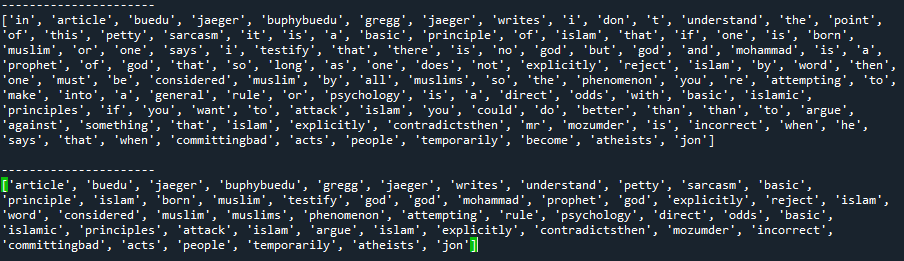 -----------------------
['in', 'article', 'buedu', 'jaeger', 'buphybuedu', 'gregg', 'jaeger', 'writes', 'i', 'don', 't', 'understand', 'the', 'point',
'of', 'this', 'petty', 'sarcasm', 'it', 'is', 'a', 'basic', 'principle', 'of', 'islam', 'that', 'if', 'one', 'is', 'born',
'muslim', 'or', 'one', 'says', 'i', 'testify', 'that', 'there', 'is', 'no', 'god', 'but', 'god', 'and', 'mohammad', 'is', 'a',
'prophet', 'of', 'god', 'that', 'so', 'long', 'as', 'one', 'does', 'not', 'explicitly', 'reject', 'islam', 'by', 'word', 'then',
'one', 'must', 'be', 'considered', 'muslim', 'by', 'all', 'muslims', 'so', 'the', 'phenomenon', 'you', 're', 'attempting', 'to',
'make', 'into', 'a', 'general', 'rule', 'or', 'psychology', 'is', 'a', 'direct', 'odds', 'with', 'basic', 'islamic',
'principles', 'if', 'you', 'want', 'to', 'attack', 'islam', 'you', 'could', 'do', 'better', 'than', 'than', 'to', 'argue',
'against', 'something', 'that', 'islam', 'explicitly', 'contradictsthen', 'mr', 'mozumder', 'is', 'incorrect', 'when', 'he',
'says', 'that', 'when', 'committingbad', 'acts', 'people', 'temporarily', 'become', 'atheists', 'jon']
-----------------------
['article', 'buedu', 'jaeger', 'buphybuedu', 'gregg', 'jaeger', 'writes', 'understand', 'petty', 'sarcasm', 'basic',
'principle', 'islam', 'born', 'muslim', 'testify', 'god', 'god', 'mohammad', 'prophet', 'god', 'explicitly', 'reject', 'islam',
'word', 'considered', 'muslim', 'muslims', 'phenomenon', 'attempting', 'rule', 'psychology', 'direct', 'odds', 'basic',
'islamic', 'principles', 'attack', 'islam', 'argue', 'islam', 'explicitly', 'contradictsthen', 'mozumder', 'incorrect',
'committingbad', 'acts', 'people', 'temporarily', 'atheists', 'jon']